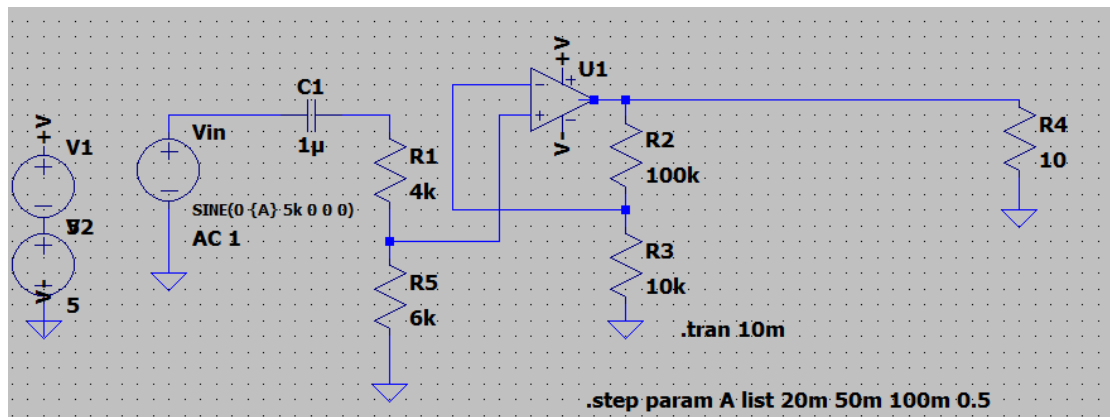 +V
V1
Vin
C1
1µ
R1
4k
SINE(0 {A} 5k 0 0 0)
AC 1
V2
V-
5
R5
6k
+V
U1
V-
R2
100k
R3
10k
R4
10
.tran 10m
.step param A list 20m 50m 100m 0.5